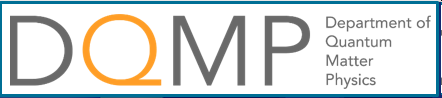 DQMP
Department of
Quantum
Matter
Physics